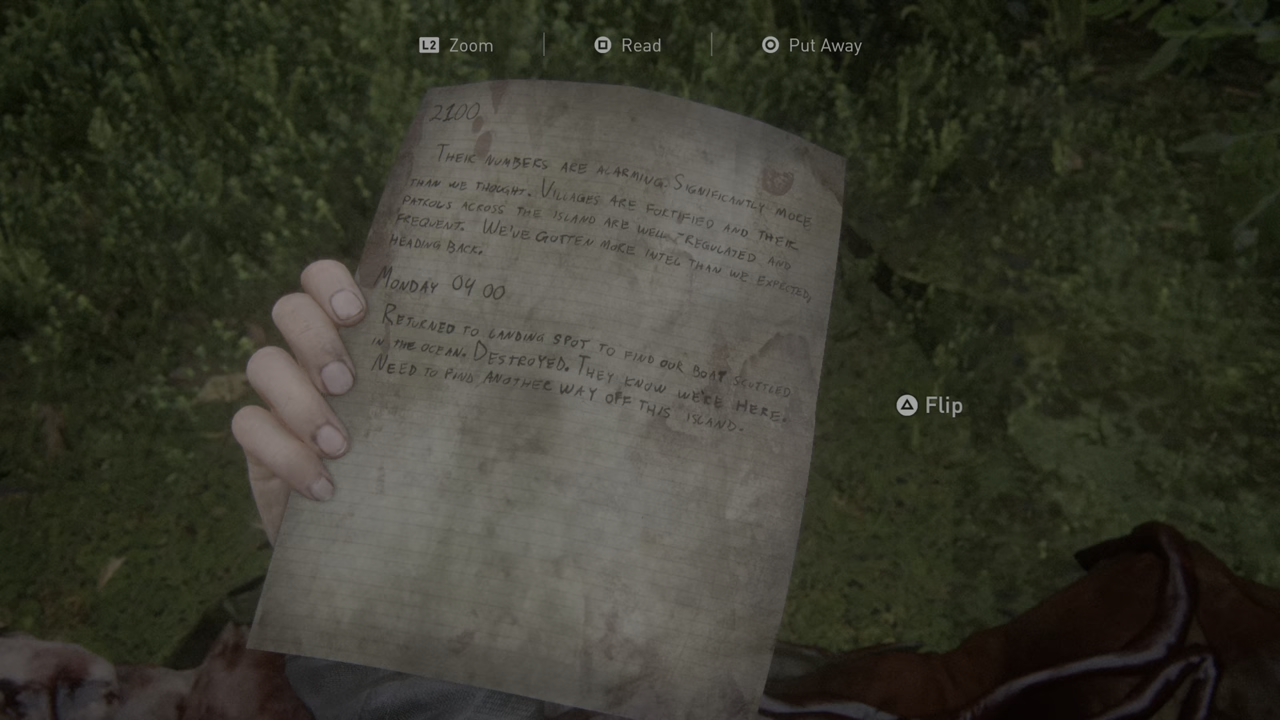 L2 Zoom | Read | Put Away
2100
THEIR NUMBERS ARE ALARMING. SIGNIFICANTLY MORE
THAN WE THOUGHT. VILLAGES ARE FORTIFIED AND THEIR
PATROLS ACROSS THE ISLAND ARE WELL-REGULATED AND
FREQUENT. WE'VE GOTTEN MORE INTEL THAN WE EXPECTED,
HEADING BACK.
MONDAY 04 00
RETURNED TO LANDING SPOT TO FIND OUR BOAT SCUTTLED
IN THE OCEAN. DESTROYED. THEY KNOW WE'RE HERE.
NEED TO FIND ANOTHER WAY OFF THIS ISLAND.
Flip